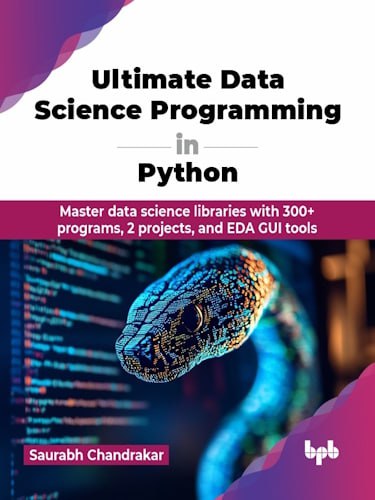 Ultimate Data
Science Programming
in
Python
Master data science libraries with 300+
programs, 2 projects, and EDA GUI tools
Saurabh Chandrakar
bpb